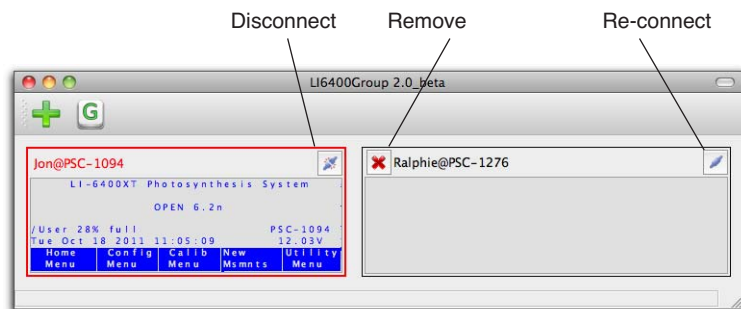 Disconnect Remove Re-connect
LI6400Group 2.0_beta
G
Jon@PSC-1094
Ralphie@PSC-1276
LI-6400XT Photosynthesis System
OPEN 6.2n
/User 28% full PSC-1094
Tue Oct 18 2011 11:05:09 12.03V
Home Config Calib New Utility
Menu Menu Menu Msmnts Menu